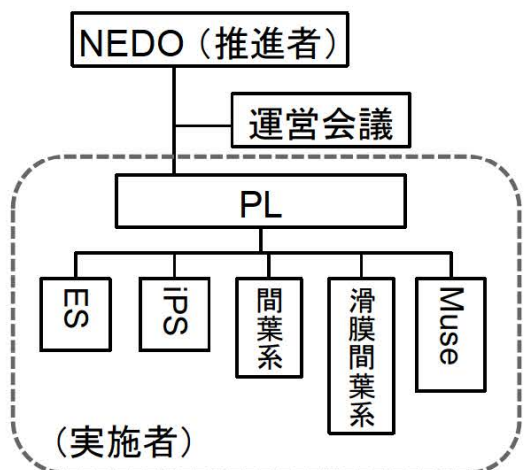 NEDO（推進者）
運営会議
PL
ES
iPS
間葉系
滑膜間葉系
Muse
（実施者）